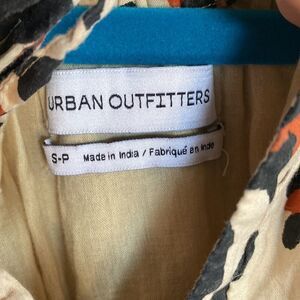 URBAN OUTFITTERS
S-P Made in India / Fabriqué en Inde